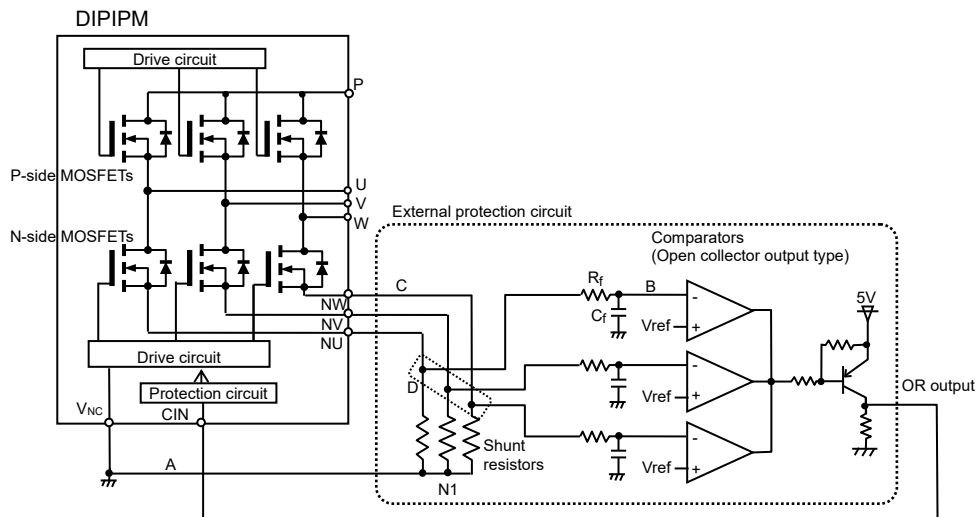 DIPIPM
Drive circuit
P
P-side MOSFETs
U
V
W
N-side MOSFETs
External protection circuit
Comparators
(Open collector output type)
C
Rf
B
-
5V
NW
Cf
Vref
+
NV
NU
Drive circuit
-
D
OR output
Protection circuit
Vref
+
VNC
CIN
-
Shunt
resistors
A
Vref
+
N1